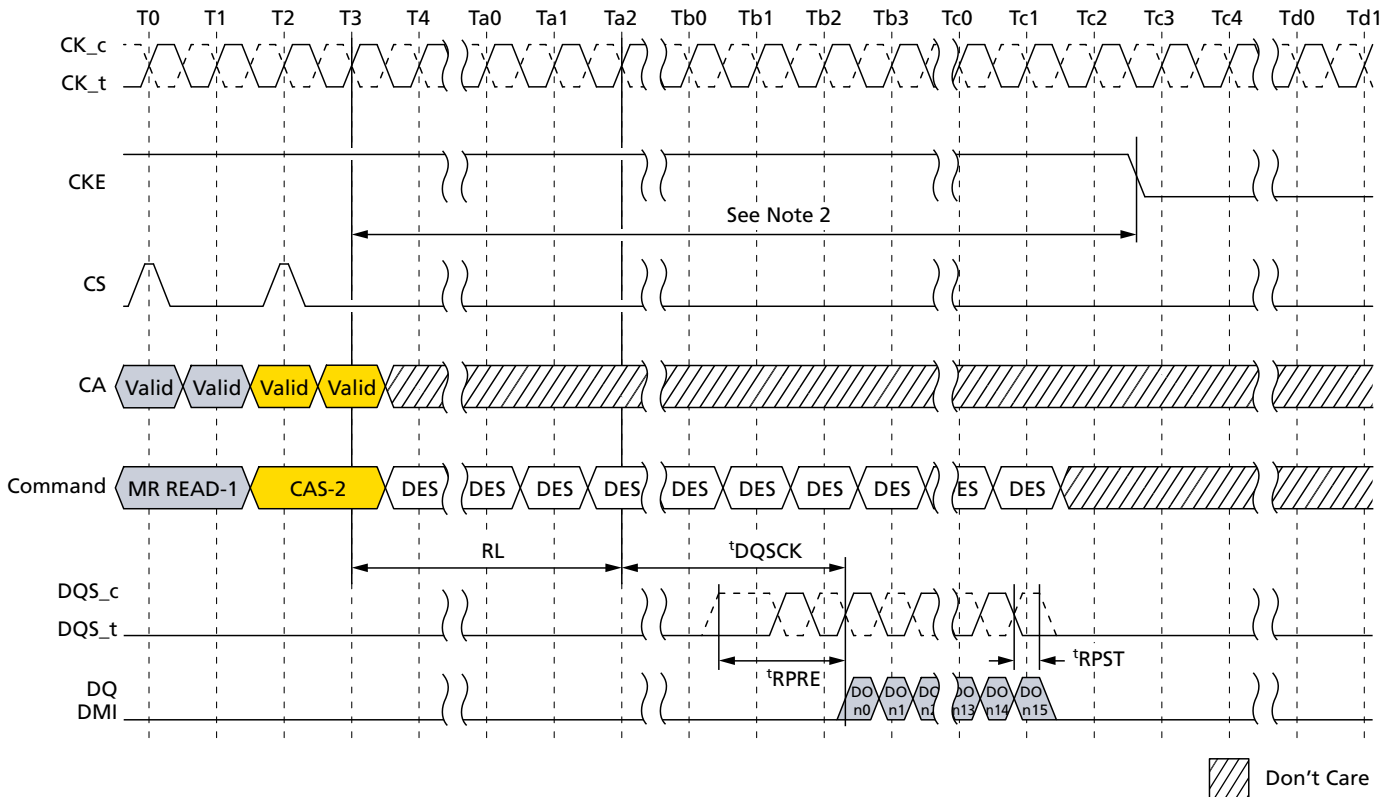 T0 T1 T2 T3 T4 Ta0 Ta1 Ta2 Tb0 Tb1 Tb2 Tb3 Tc0 Tc1 Tc2 Tc3 Tc4 Td0 Td1
CK_c
CK_t
CKE
See Note 2
CS
CA Valid Valid Valid Valid
Command MR READ-1 CAS-2 DES DES DES DES DES DES DES DES ES DES
RL tDQSCK
DQS_c
DQS_t
tRPRE tRPST
DQ
DMI
DO n0 DO n1 DO n2 DO n13 DO n14 DO n15
Don't Care